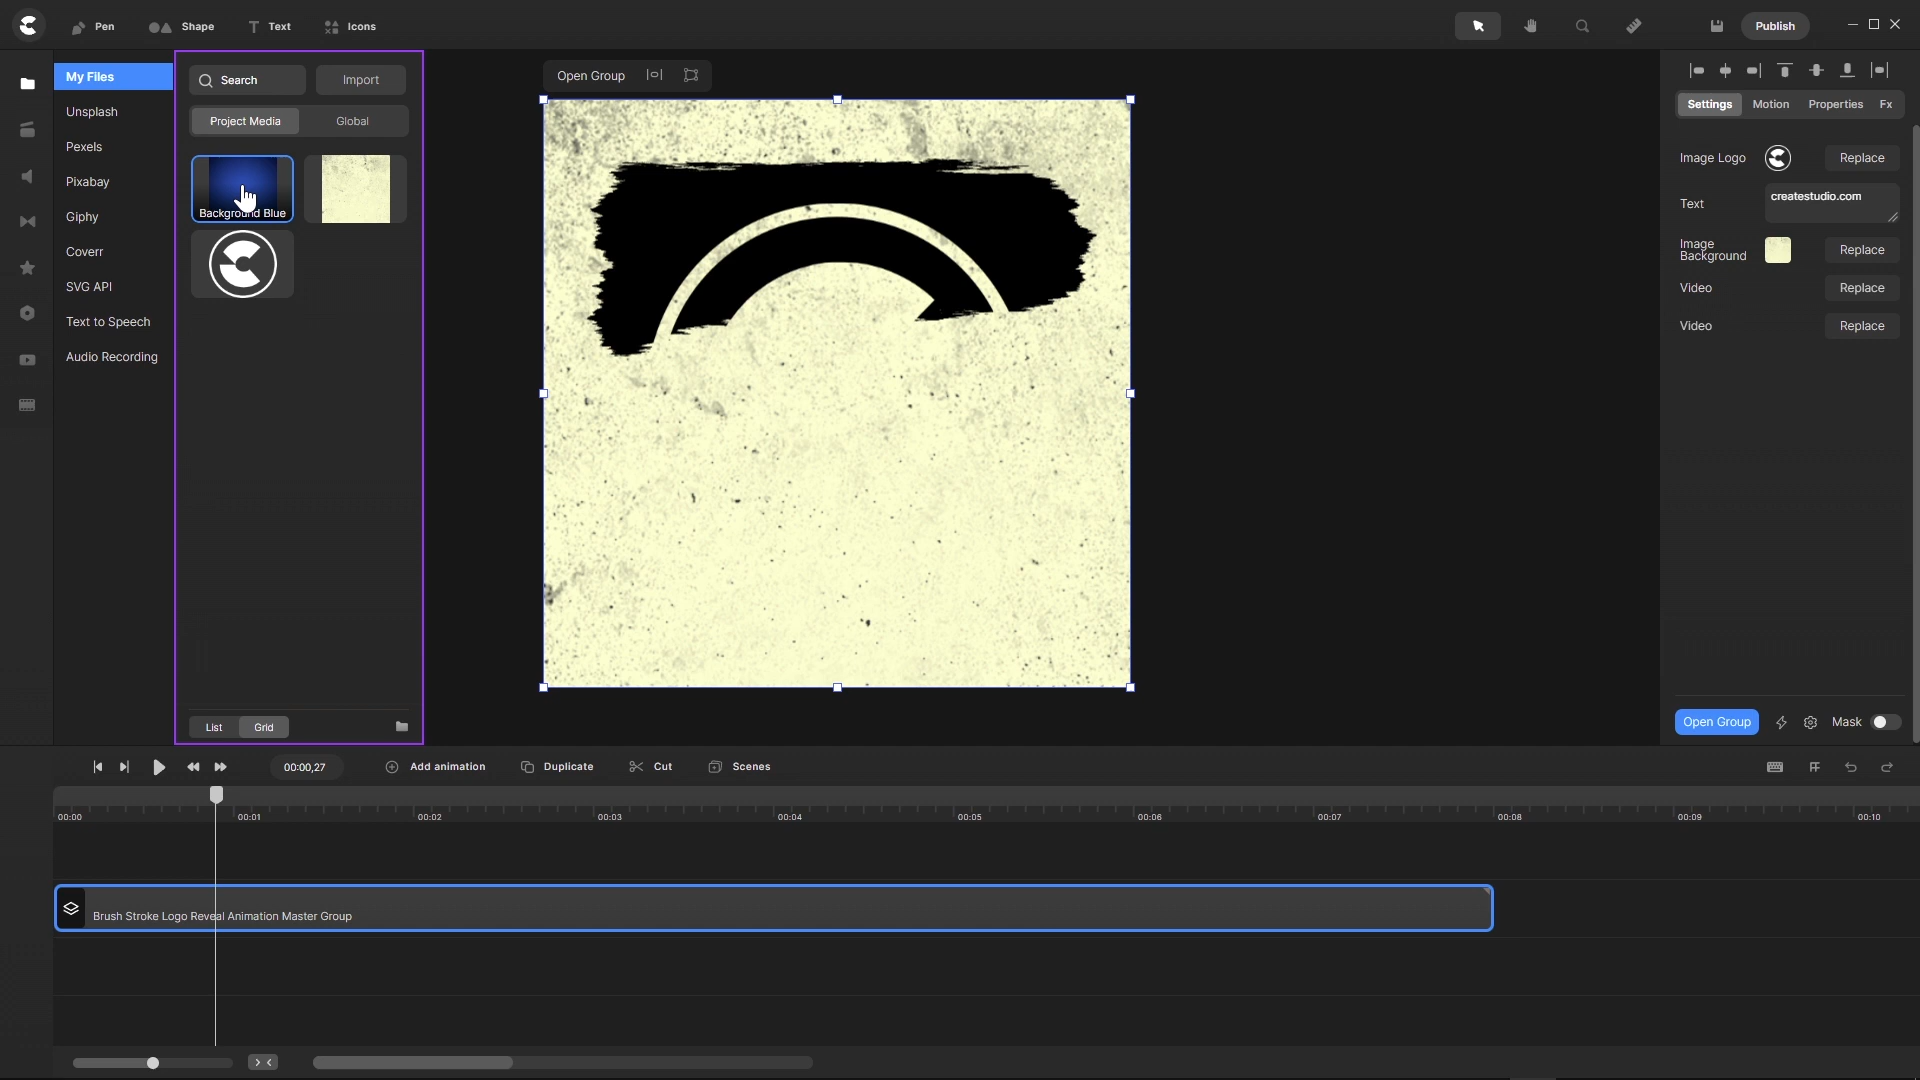 Pen
Shape
Text
Icons
Publish
My Files
Unsplash
Pexels
Pixabay
Giphy
Coverr
SVG API
Text to Speech
Audio Recording
Search
Import
Project Media
Global
Background Blue
List
Grid
Open Group
Settings
Motion
Properties
Fx
Image Logo
Replace
Text
createstudio.com
Image
Background
Replace
Video
Replace
Video
Replace
Open Group
Mask
00:00,27
Add animation
Duplicate
Cut
Scenes
00:00
00:01
00:02
00:03
00:04
00:05
00:06
00:07
00:08
00:09
00:10
Brush Stroke Logo Reveal Animation Master Group